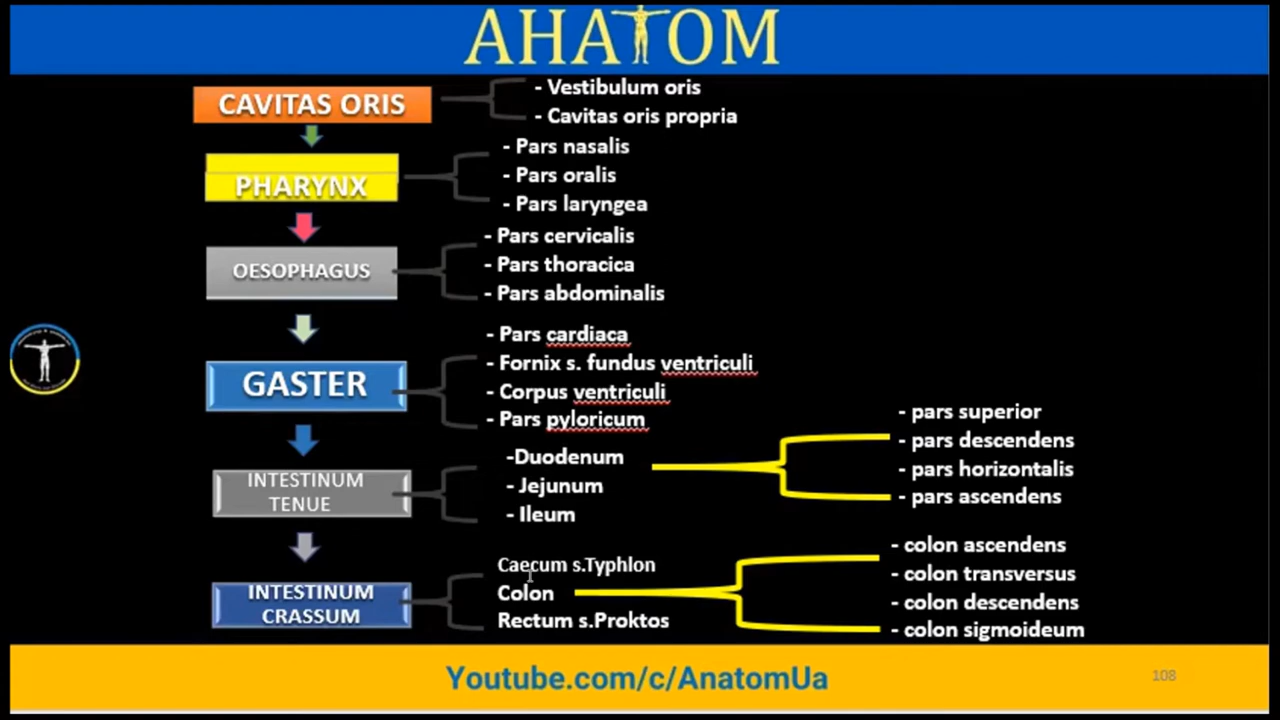 АНАТОМ
CAVITAS ORIS
- Vestibulum oris
- Cavitas oris propria
PHARYNX
- Pars nasalis
- Pars oralis
- Pars laryngea
OESOPHAGUS
- Pars cervicalis
- Pars thoracica
- Pars abdominalis
GASTER
- Pars cardiaca
- Fornix s. fundus ventriculi
- Corpus ventriculi
- Pars pyloricum
INTESTINUM
TENUE
-Duodenum
- Jejunum
- Ileum
- pars superior
- pars descendens
- pars horizontalis
- pars ascendens
INTESTINUM
CRASSUM
Caecum s.Typhlon
Colon
Rectum s.Proktos
- colon ascendens
- colon transversus
- colon descendens
- colon sigmoideum
Youtube.com/c/AnatomUa
108